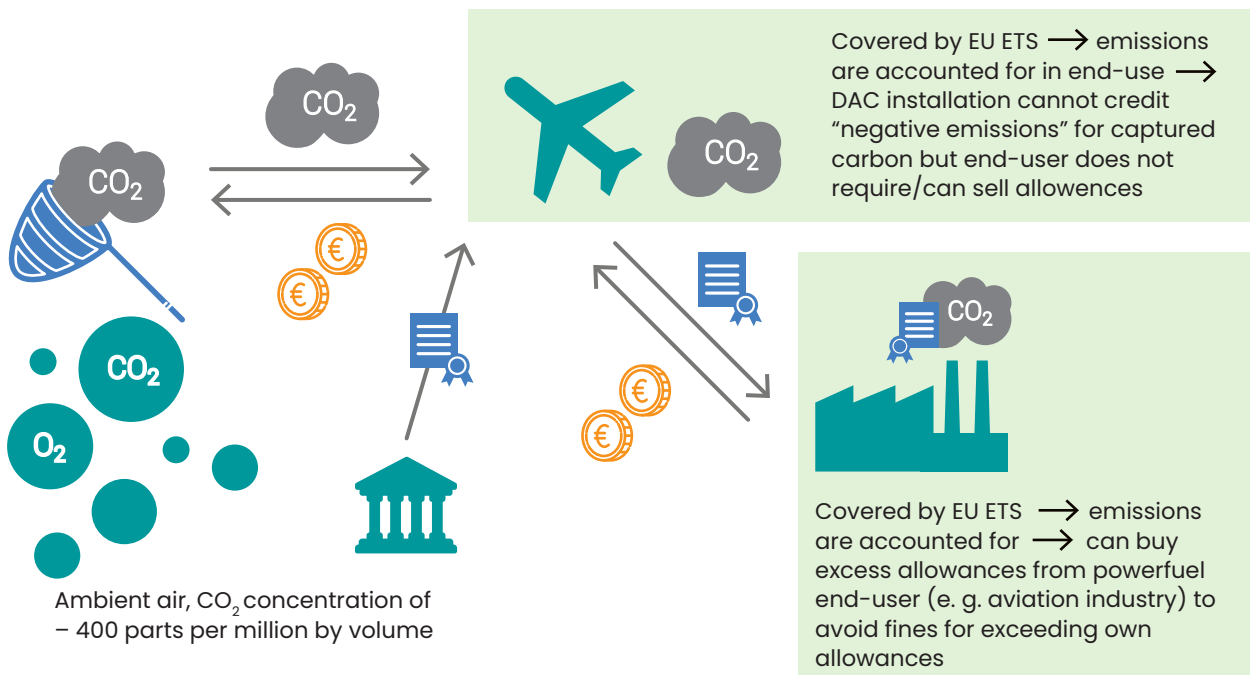 CO₂
Covered by EU ETS → emissions
are accounted for in end-use →
DAC installation cannot credit
“negative emissions” for captured
carbon but end-user does not
require/can sell allowences
CO₂
CO₂
€
€
CO₂
O₂
CO₂
€
€
Covered by EU ETS → emissions
are accounted for → can buy
excess allowances from powerfuel
end-user (e. g. aviation industry) to
avoid fines for exceeding own
allowances
Ambient air, CO₂ concentration of
– 400 parts per million by volume